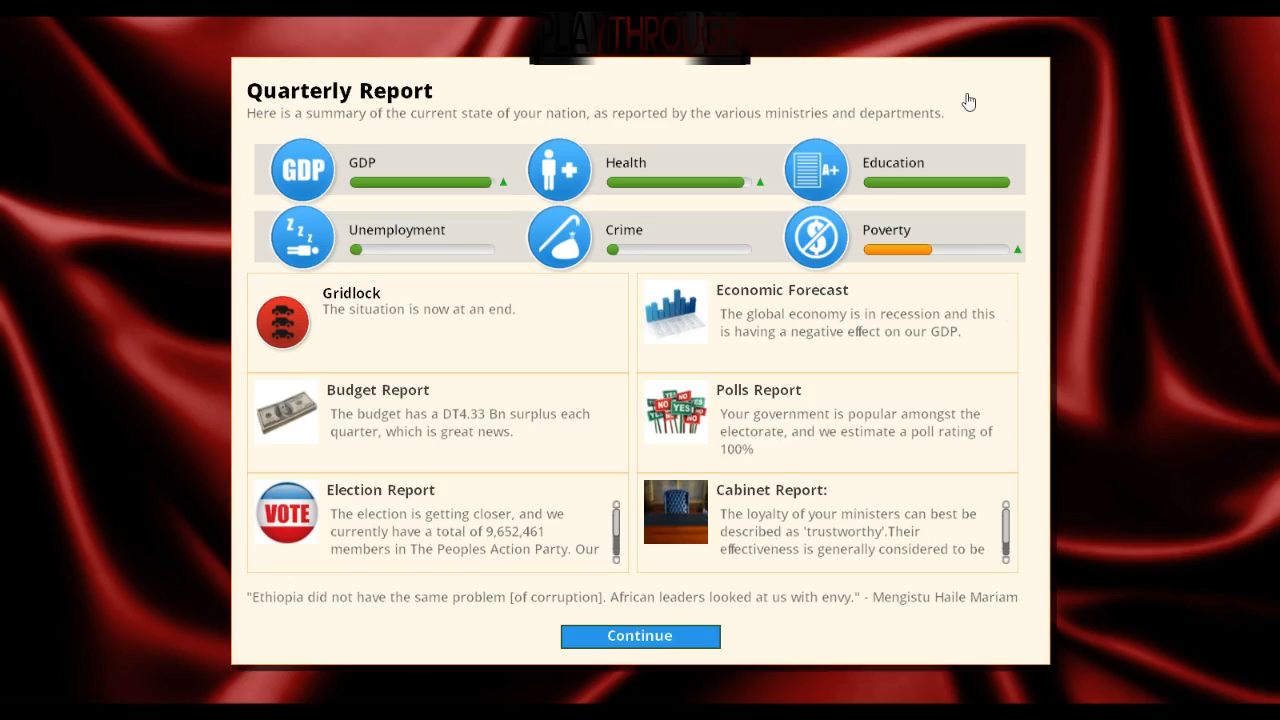 PLAYTHROUGH
Quarterly Report
Here is a summary of the current state of your nation, as reported by the various ministries and departments.
GDP
GDP
Health
A+
Education
Z Z Z
Unemployment
Crime
$
Poverty
Gridlock
The situation is now at an end.
Economic Forecast
The global economy is in recession and this
is having a negative effect on our GDP.
Budget Report
The budget has a DT4.33 Bn surplus each
quarter, which is great news.
NO YES NO NO
Polls Report
Your government is popular amongst the
electorate, and we estimate a poll rating of
100%
VOTE
Election Report
The election is getting closer, and we
currently have a total of 9,652,461
members in The Peoples Action Party. Our
Cabinet Report:
The loyalty of your ministers can best be
described as 'trustworthy'.Their
effectiveness is generally considered to be
"Ethiopia did not have the same problem [of corruption]. African leaders looked at us with envy." - Mengistu Haile Mariam
Continue